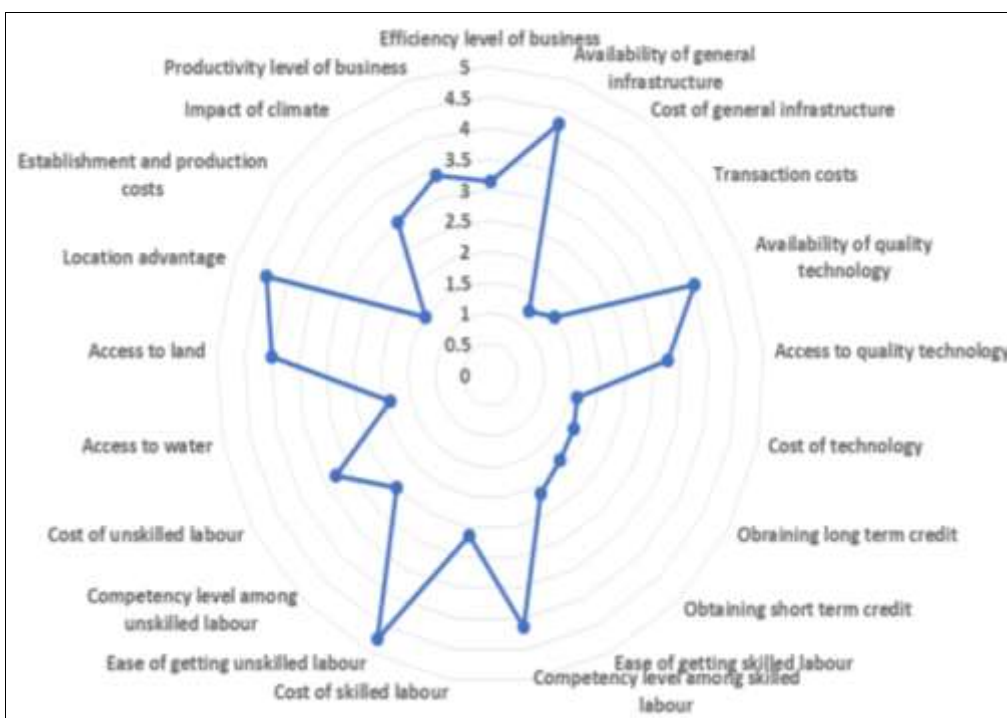 Efficiency level of business
Availability of general
infrastructure
Cost of general infrastructure
Transaction costs
Availability of quality
technology
Access to quality technology
Cost of technology
Obraining long term credit
Obtaining short term credit
Ease of getting skilled labour
Competency level among skilled
labour
Cost of skilled labour
Ease of getting unskilled labour
Competency level among
unskilled labour
Cost of unskilled labour
Access to water
Access to land
Location advantage
Establishment and production
costs
Impact of climate
Productivity level of business
5
4.5
4
3.5
3
2.5
2
1.5
1
0.5
0